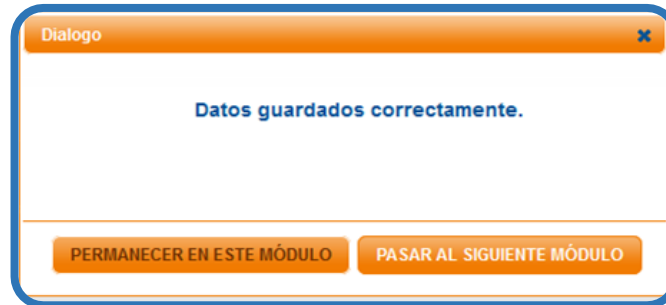 Dialogo
Datos guardados correctamente.
PERMANECER EN ESTE MÓDULO PASAR AL SIGUIENTE MÓDULO